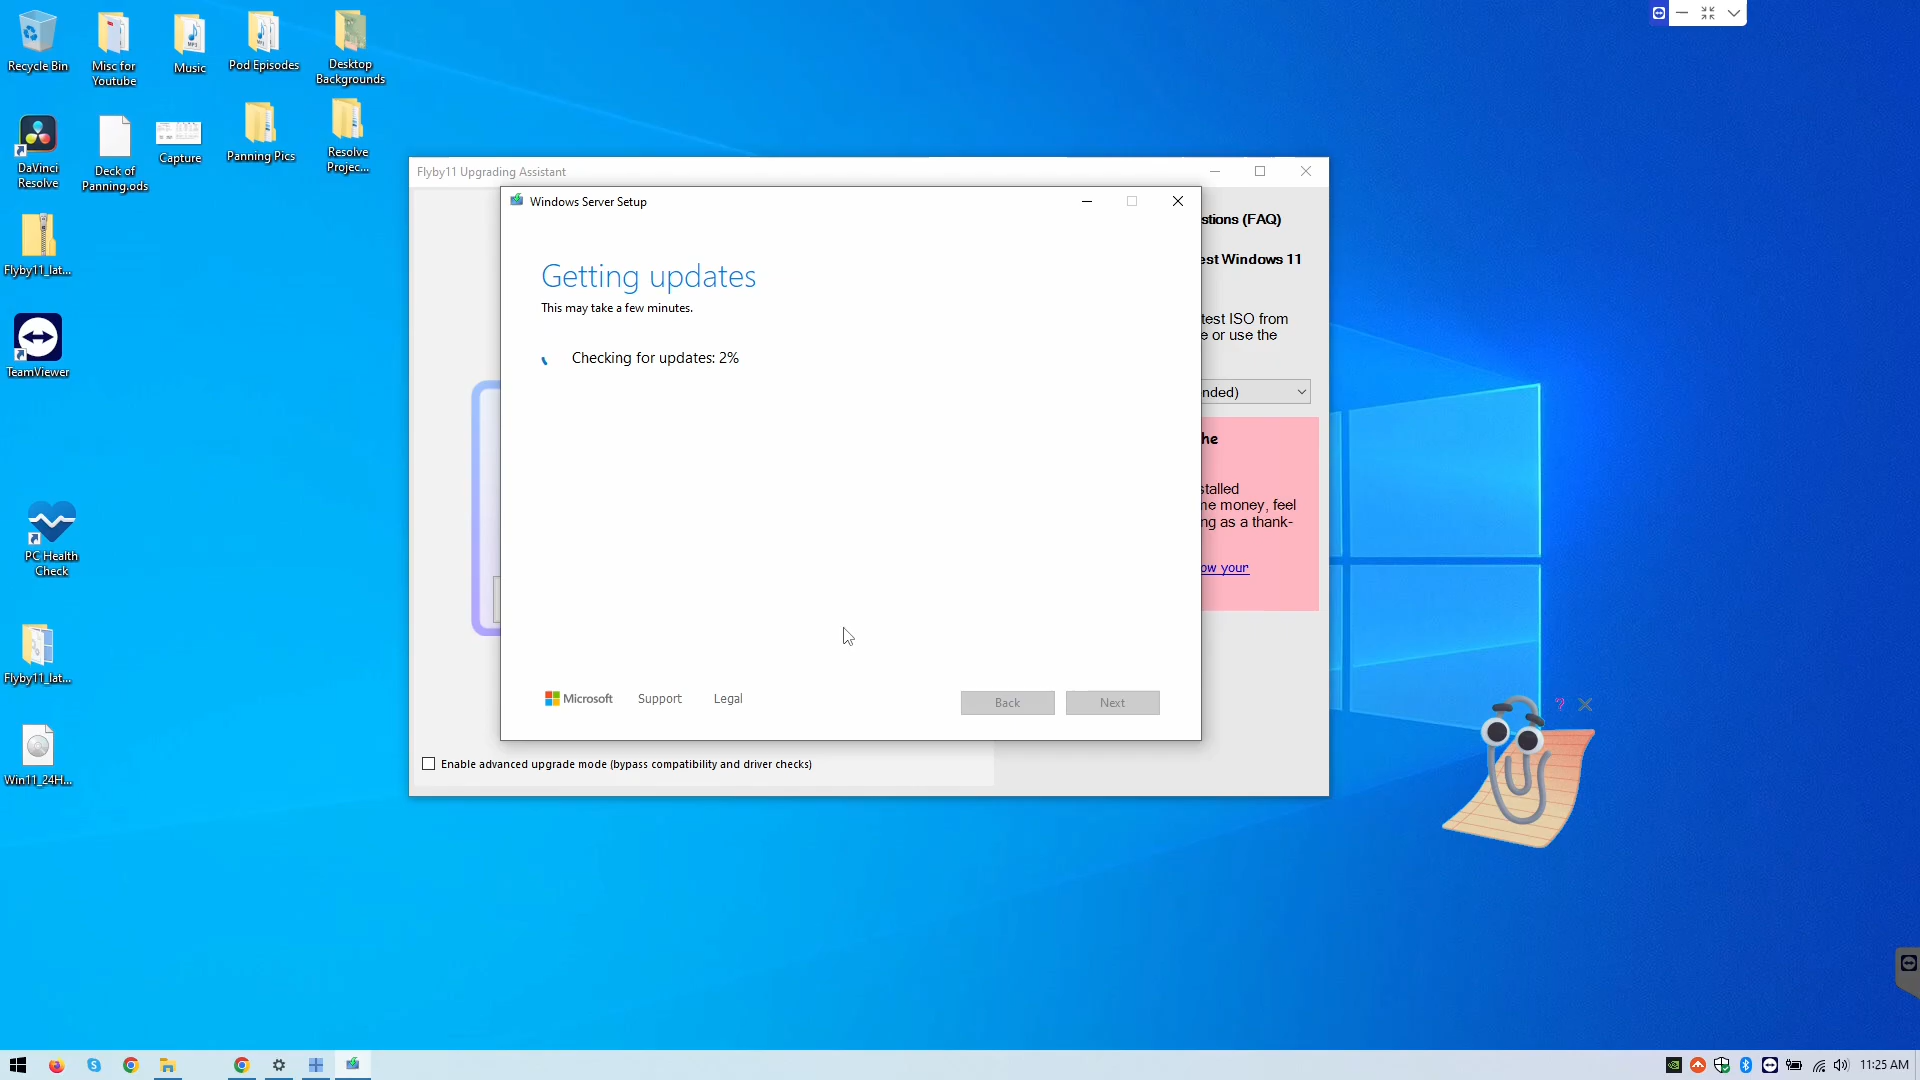 Recycle Bin
Misc for
Youtube
Music
Pod Episodes
Desktop
Backgrounds
DaVinci
Resolve
Deck of
Panning.ods
Capture
Panning Pics
Resolve
Projec...
Flyby11_lat...
TeamViewer
PC Health
Check
Flyby11_lat...
Win11_24H...
Flyby11 Upgrading Assistant
Windows Server Setup
Getting updates
This may take a few minutes.
Checking for updates: 2%
Microsoft
Support
Legal
Back
Next
stions (FAQ)
est Windows 11
test ISO from
e or use the
nded)
he
stalled
ne money, feel
ng as a thank-
ow your
Enable advanced upgrade mode (bypass compatibility and driver checks)
?
11:25 AM